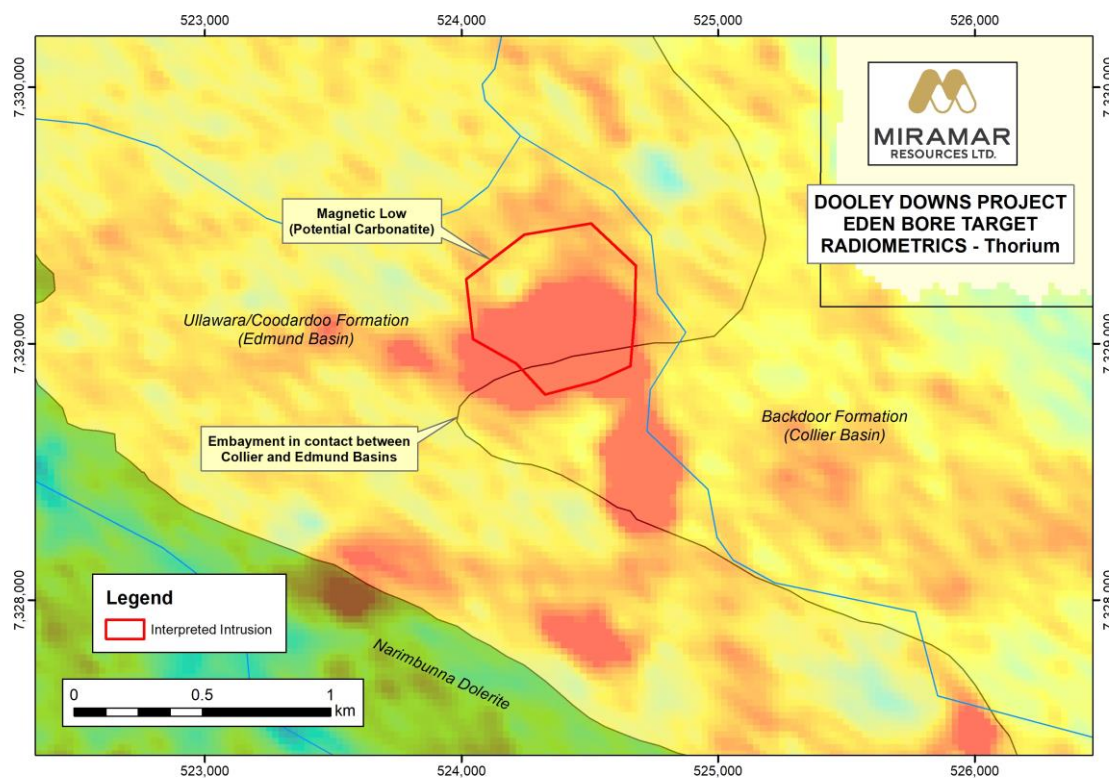 523,000
524,000
525,000
526,000
7,330,000
7,330,000
MIRAMAR
RESOURCES LTD.
DOOLEY DOWNS PROJECT
EDEN BORE TARGET
RADIOMETRICS - Thorium
Magnetic Low
(Potential Carbonatite)
Ullawara/Coodardoo Formation
(Edmund Basin)
7,329,000
7,329,000
Backdoor Formation
(Collier Basin)
Embayment in contact between
Collier and Edmund Basins
7,328,000
7,328,000
Legend
Interpreted Intrusion
Narimbunna Dolerite
0
0.5
1
km
523,000
524,000
525,000
526,000